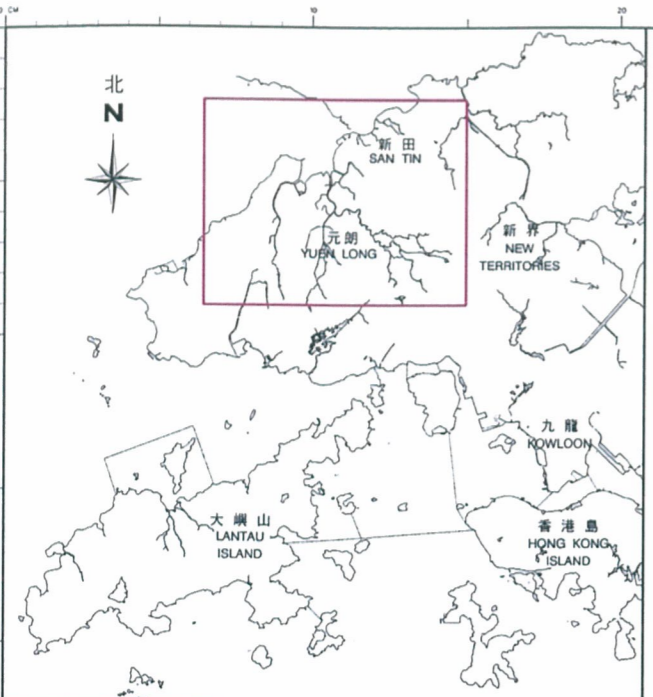 0 CM
10
20
北
N
新田
SAN TIN
元朗
YUEN LONG
新界
NEW
TERRITORIES
九龍
KOWLOON
大嶼山
LANTAU
ISLAND
香港島
HONG KONG
ISLAND